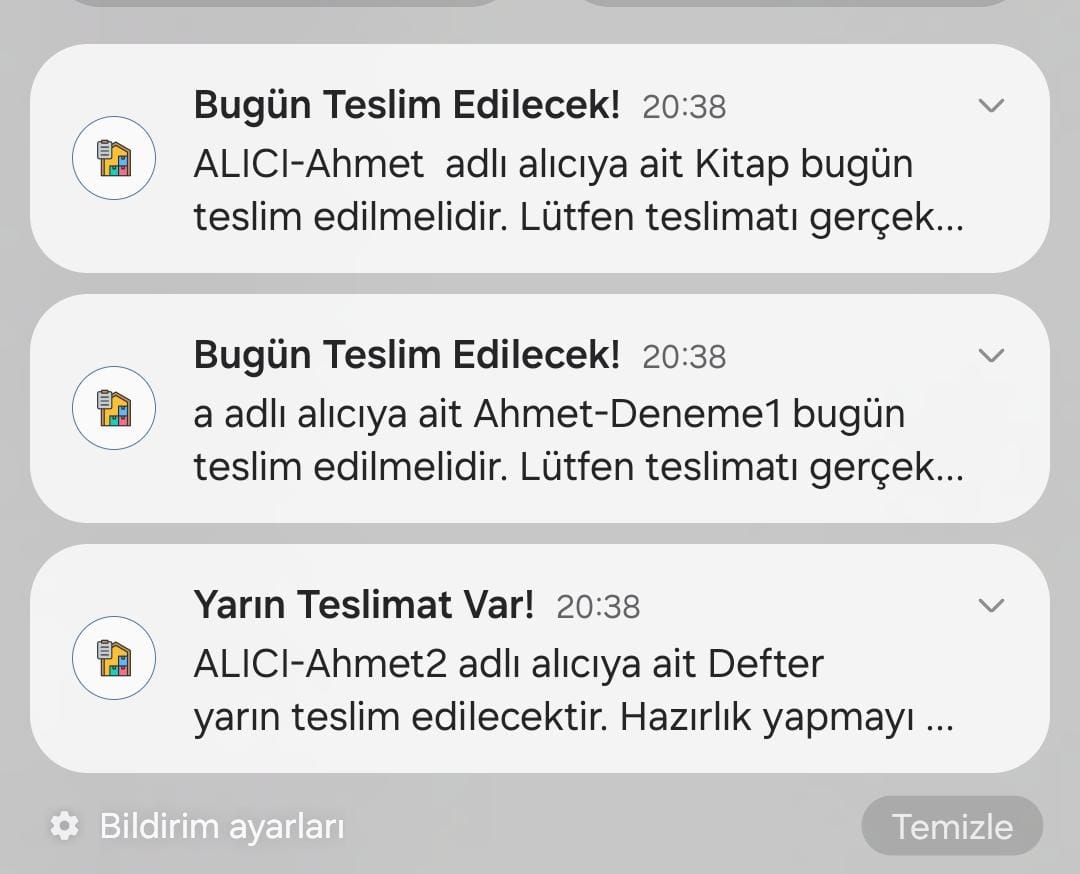 Bugün Teslim Edilecek! 20:38
ALICI-Ahmet  adlı alıcıya ait Kitap bugün
teslim edilmelidir. Lütfen teslimatı gerçek...
Bugün Teslim Edilecek! 20:38
a adlı alıcıya ait Ahmet-Deneme1 bugün
teslim edilmelidir. Lütfen teslimatı gerçek...
Yarın Teslimat Var! 20:38
ALICI-Ahmet2 adlı alıcıya ait Defter
yarın teslim edilecektir. Hazırlık yapmayı ...
Bildirim ayarları
Temizle